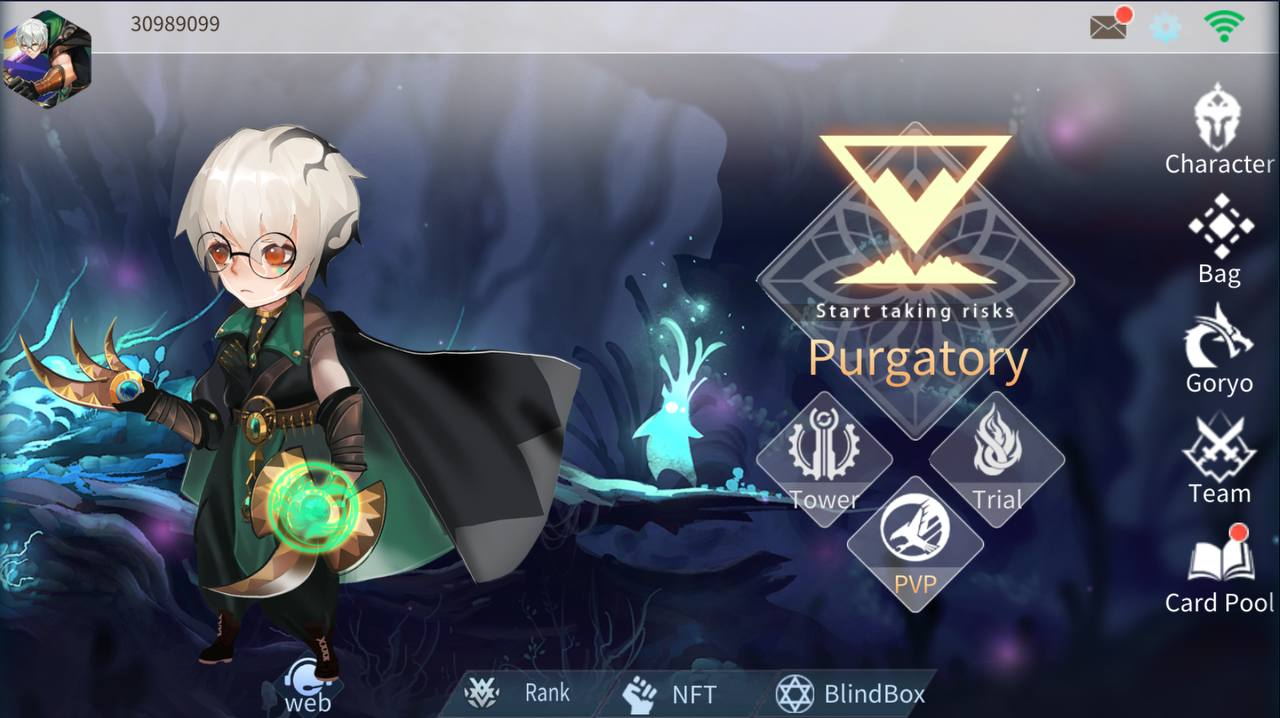 30989099
Character
Bag
Start taking risks
Purgatory
Goryo
Tower
Trial
Team
PVP
Card Pool
web
Rank
NFT
BlindBox